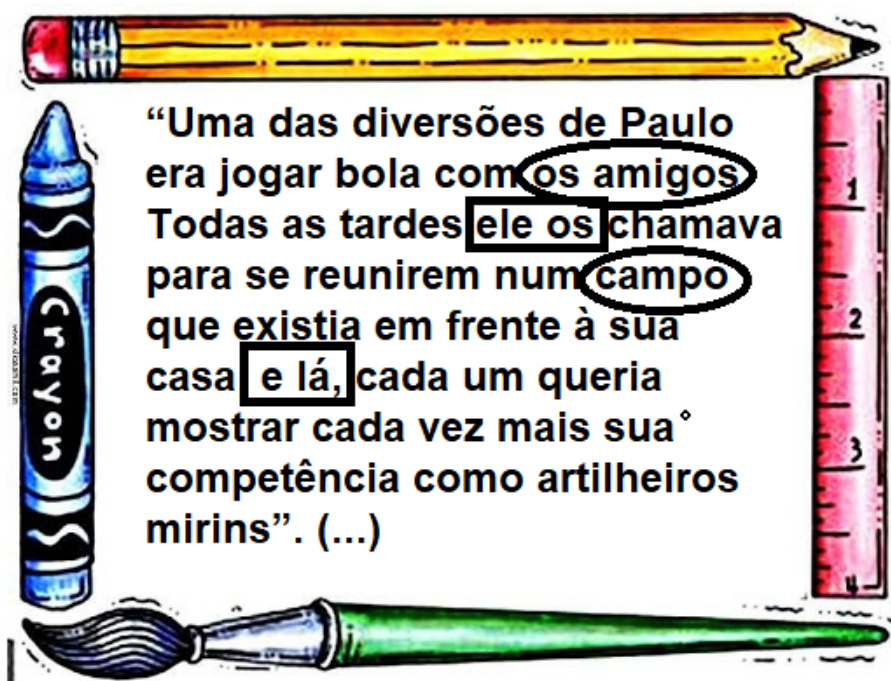 “Uma das diversões de Paulo
era jogar bola com os amigos
Todas as tardes ele os chamava
para se reunirem num campo
que existia em frente à sua
casa e lá, cada um queria
mostrar cada vez mais sua
competência como artilheiros
mirins”. (...)
Crayon
1
2
3
4